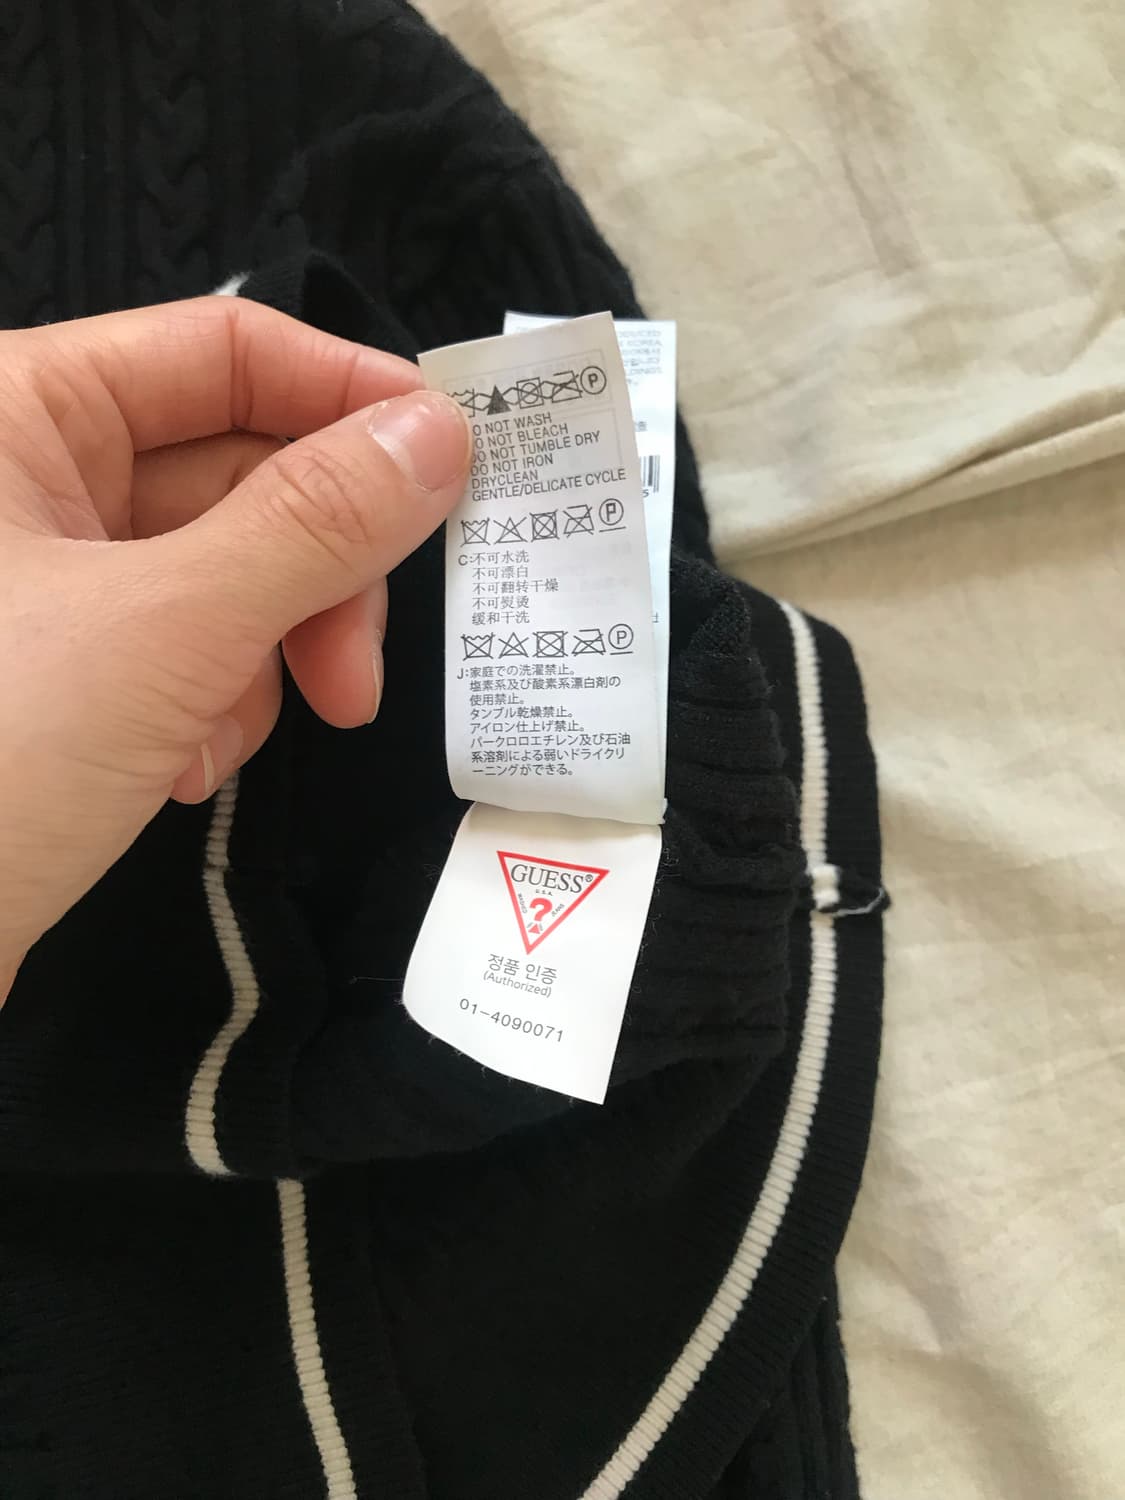 P
O NOT WASH
DO NOT BLEACH
DO NOT TUMBLE DRY
DO NOT IRON
DRYCLEAN
GENTLE/DELICATE CYCLE
P
C:不可水洗
不可漂白
不可翻转干燥
不可熨烫
缓和干洗
P
J:家庭での洗濯禁止。
塩素系及び酸素系漂白剤の
使用禁止。
タンブル乾燥禁止。
アイロン仕上げ禁止。
パークロロエチレン及び石油
系溶剤による弱いドライクリ
ーニングができる。
GUESS®
U.S.A.
?
정품 인증
(Authorized)
01-4090071